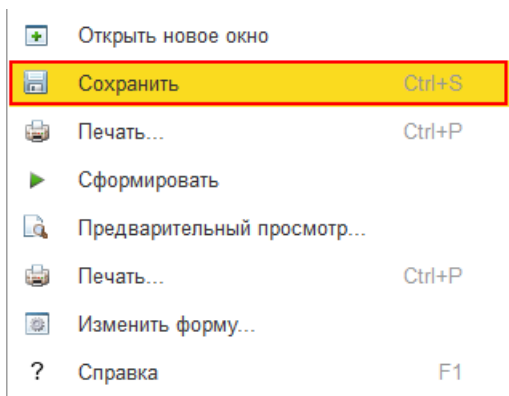 Открыть новое окно
Сохранить Ctrl+S
Печать... Ctrl+P
Сформировать
Предварительный просмотр...
Печать... Ctrl+P
Изменить форму...
? Справка F1